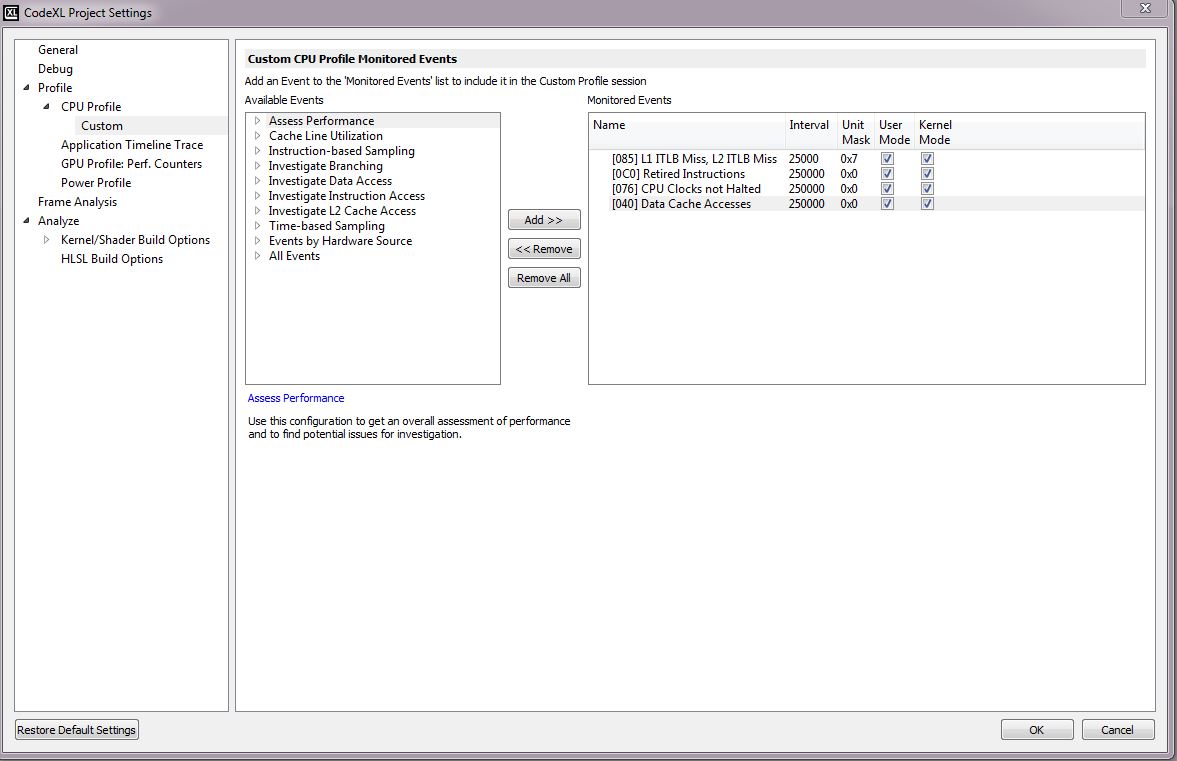 XL CodeXL Project Settings
General
Debug
Profile
CPU Profile
Custom
Application Timeline Trace
GPU Profile: Perf. Counters
Power Profile
Frame Analysis
Analyze
Kernel/Shader Build Options
HLSL Build Options
Custom CPU Profile Monitored Events
Add an Event to the 'Monitored Events' list to include it in the Custom Profile session
Available Events
Assess Performance
Cache Line Utilization
Instruction-based Sampling
Investigate Branching
Investigate Data Access
Investigate Instruction Access
Investigate L2 Cache Access
Time-based Sampling
Events by Hardware Source
All Events
Add >>
<< Remove
Remove All
Monitored Events
Name Interval Unit Mask User Mode Kernel Mode
[085] L1 ITLB Miss, L2 ITLB Miss 25000 0x7
[0C0] Retired Instructions 250000 0x0
[076] CPU Clocks not Halted 250000 0x0
[040] Data Cache Accesses 250000 0x0
Assess Performance
Use this configuration to get an overall assessment of performance
and to find potential issues for investigation.
Restore Default Settings
OK
Cancel